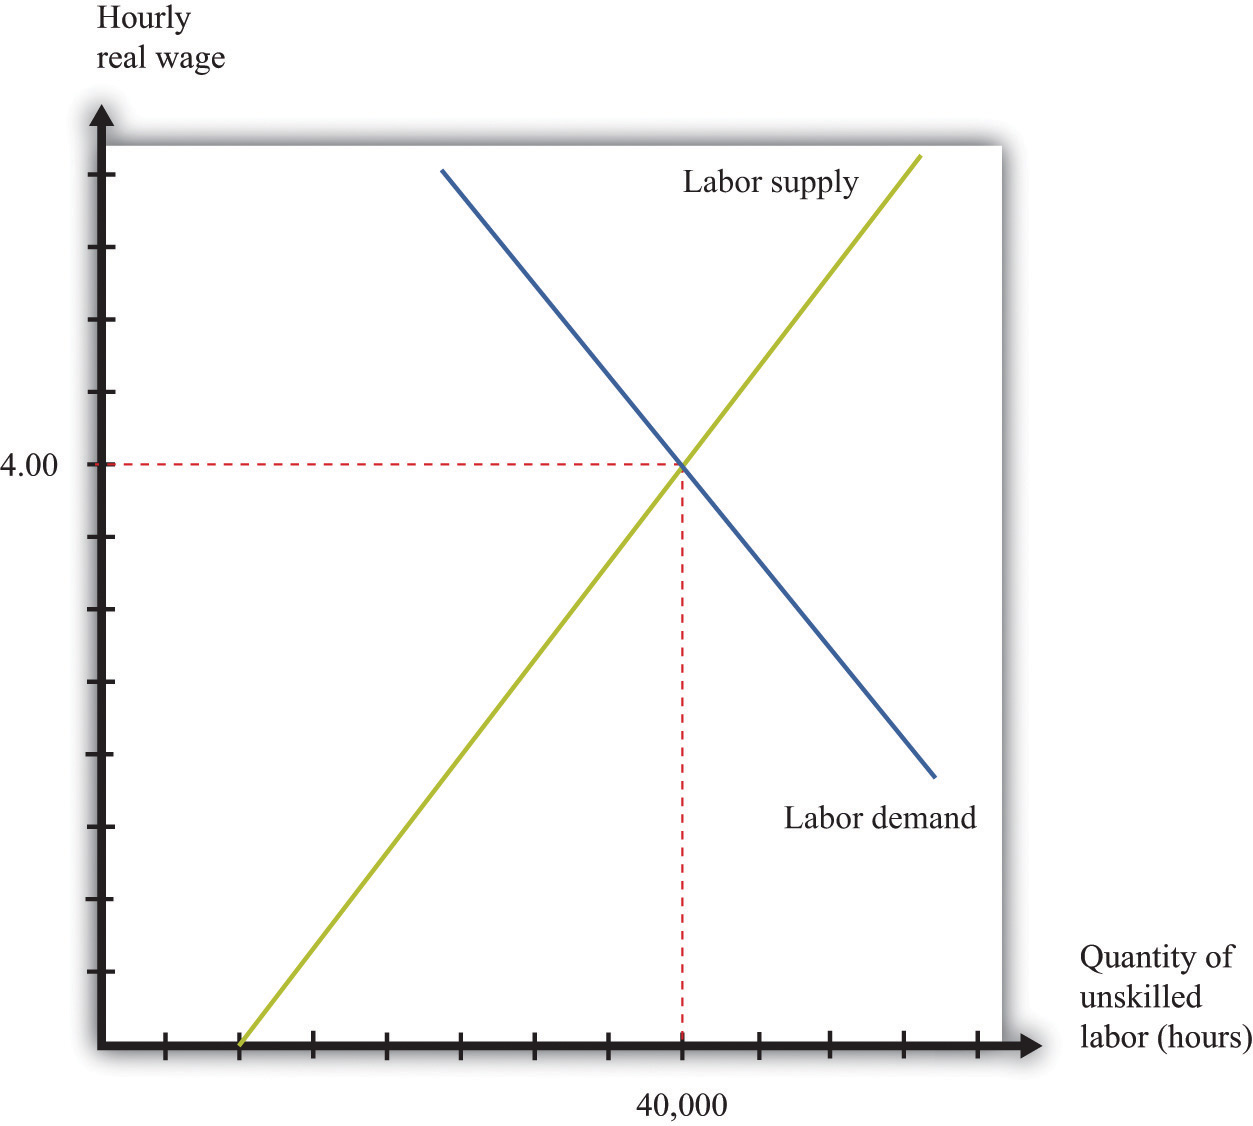 Hourly
real wage
Labor supply
4.00
Labor demand
Quantity of
unskilled
labor (hours)
40,000